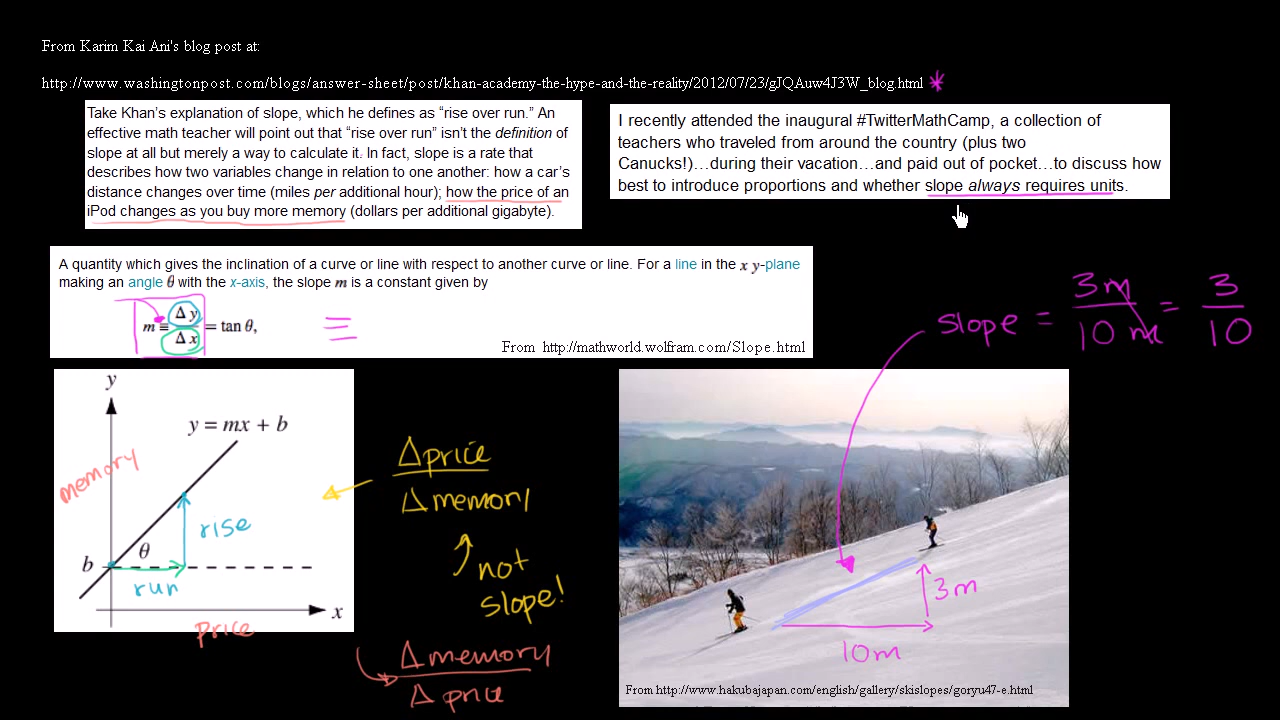 From Karim Kai Ani's blog post at:
http://www.washingtonpost.com/blogs/answer-sheet/post/khan-academy-the-hype-and-the-reality/2012/07/23/gJQAuw4J3W_blog.html *
Take Khan's explanation of slope, which he defines as “rise over run.” An
effective math teacher will point out that “rise over run” isn't the definition of
slope at all but merely a way to calculate it. In fact, slope is a rate that
describes how two variables change in relation to one another: how a car's
distance changes over time (miles per additional hour); how the price of an
iPod changes as you buy more memory (dollars per additional gigabyte).
I recently attended the inaugural #TwitterMathCamp, a collection of
teachers who traveled from around the country (plus two
Canucks!)…during their vacation…and paid out of pocket…to discuss how
best to introduce proportions and whether slope always requires units.
A quantity which gives the inclination of a curve or line with respect to another curve or line. For a line in the x y-plane
making an angle θ with the x-axis, the slope m is a constant given by
m ≡ Δy / Δx = tan θ,
≡
From http://mathworld.wolfram.com/Slope.html
slope = 3m / 10m = 3 / 10
y
y = mx + b
memory
rise
θ
b
run
x
price
Δprice
Δmemory
not
slope!
Δmemory
Δprice
3m
10m
From http://www.hakubajapan.com/english/gallery/skislopes/goryu47-e.html